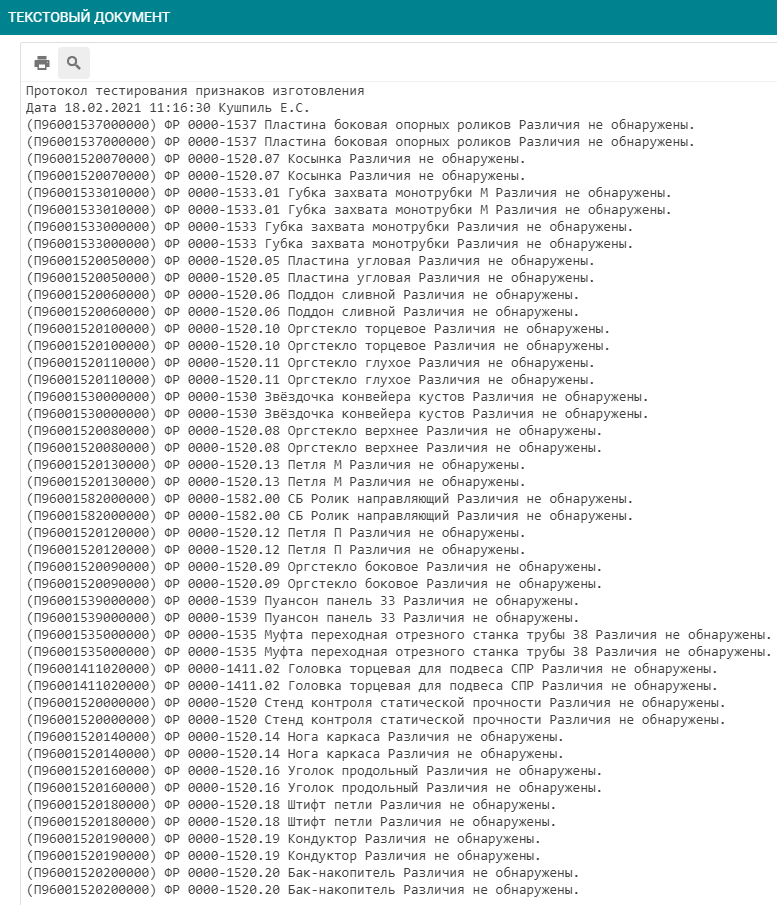 ТЕКСТОВЫЙ ДОКУМЕНТ
Протокол тестирования признаков изготовления
Дата 18.02.2021 11:16:30 Кушпиль Е.С.
(П96001537000000) ФР 0000-1537 Пластина боковая опорных роликов Различия не обнаружены.
(П96001537000000) ФР 0000-1537 Пластина боковая опорных роликов Различия не обнаружены.
(П96001520070000) ФР 0000-1520.07 Косынка Различия не обнаружены.
(П96001520070000) ФР 0000-1520.07 Косынка Различия не обнаружены.
(П96001533010000) ФР 0000-1533.01 Губка захвата монотрубки М Различия не обнаружены.
(П96001533010000) ФР 0000-1533.01 Губка захвата монотрубки М Различия не обнаружены.
(П96001533000000) ФР 0000-1533 Губка захвата монотрубки Различия не обнаружены.
(П96001533000000) ФР 0000-1533 Губка захвата монотрубки Различия не обнаружены.
(П96001520050000) ФР 0000-1520.05 Пластина угловая Различия не обнаружены.
(П96001520050000) ФР 0000-1520.05 Пластина угловая Различия не обнаружены.
(П96001520060000) ФР 0000-1520.06 Поддон сливной Различия не обнаружены.
(П96001520060000) ФР 0000-1520.06 Поддон сливной Различия не обнаружены.
(П96001520100000) ФР 0000-1520.10 Оргстекло торцевое Различия не обнаружены.
(П96001520100000) ФР 0000-1520.10 Оргстекло торцевое Различия не обнаружены.
(П96001520110000) ФР 0000-1520.11 Оргстекло глухое Различия не обнаружены.
(П96001520110000) ФР 0000-1520.11 Оргстекло глухое Различия не обнаружены.
(П96001530000000) ФР 0000-1530 Звёздочка конвейера кустов Различия не обнаружены.
(П96001530000000) ФР 0000-1530 Звёздочка конвейера кустов Различия не обнаружены.
(П96001520080000) ФР 0000-1520.08 Оргстекло верхнее Различия не обнаружены.
(П96001520080000) ФР 0000-1520.08 Оргстекло верхнее Различия не обнаружены.
(П96001520130000) ФР 0000-1520.13 Петля М Различия не обнаружены.
(П96001520130000) ФР 0000-1520.13 Петля М Различия не обнаружены.
(П96001582000000) ФР 0000-1582.00 СБ Ролик направляющий Различия не обнаружены.
(П96001582000000) ФР 0000-1582.00 СБ Ролик направляющий Различия не обнаружены.
(П96001520120000) ФР 0000-1520.12 Петля П Различия не обнаружены.
(П96001520120000) ФР 0000-1520.12 Петля П Различия не обнаружены.
(П96001520090000) ФР 0000-1520.09 Оргстекло боковое Различия не обнаружены.
(П96001520090000) ФР 0000-1520.09 Оргстекло боковое Различия не обнаружены.
(П96001539000000) ФР 0000-1539 Пуансон панель 33 Различия не обнаружены.
(П96001539000000) ФР 0000-1539 Пуансон панель 33 Различия не обнаружены.
(П96001535000000) ФР 0000-1535 Муфта переходная отрезного станка трубы 38 Различия не обнаружены.
(П96001535000000) ФР 0000-1535 Муфта переходная отрезного станка трубы 38 Различия не обнаружены.
(П96001411020000) ФР 0000-1411.02 Головка торцевая для подвеса СПР Различия не обнаружены.
(П96001411020000) ФР 0000-1411.02 Головка торцевая для подвеса СПР Различия не обнаружены.
(П96001520000000) ФР 0000-1520 Стенд контроля статической прочности Различия не обнаружены.
(П96001520000000) ФР 0000-1520 Стенд контроля статической прочности Различия не обнаружены.
(П96001520140000) ФР 0000-1520.14 Нога каркаса Различия не обнаружены.
(П96001520140000) ФР 0000-1520.14 Нога каркаса Различия не обнаружены.
(П96001520160000) ФР 0000-1520.16 Уголок продольный Различия не обнаружены.
(П96001520160000) ФР 0000-1520.16 Уголок продольный Различия не обнаружены.
(П96001520180000) ФР 0000-1520.18 Штифт петли Различия не обнаружены.
(П96001520180000) ФР 0000-1520.18 Штифт петли Различия не обнаружены.
(П96001520190000) ФР 0000-1520.19 Кондуктор Различия не обнаружены.
(П96001520190000) ФР 0000-1520.19 Кондуктор Различия не обнаружены.
(П96001520200000) ФР 0000-1520.20 Бак-накопитель Различия не обнаружены.
(П96001520200000) ФР 0000-1520.20 Бак-накопитель Различия не обнаружены.